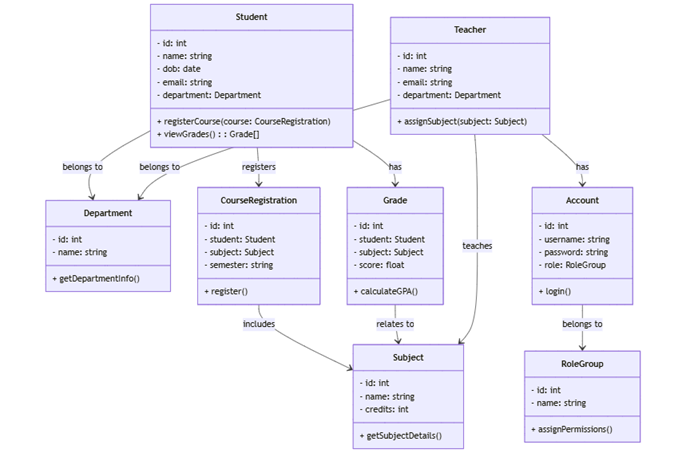 Student
- id: int
- name: string
- dob: date
- email: string
- department: Department
+ registerCourse(course: CourseRegistration)
+ viewGrades() : : Grade[]
Teacher
- id: int
- name: string
- email: string
- department: Department
+ assignSubject(subject: Subject)
belongs to
belongs to
registers
has
has
teaches
Department
- id: int
- name: string
+ getDepartmentInfo()
CourseRegistration
- id: int
- student: Student
- subject: Subject
- semester: string
+ register()
Grade
- id: int
- student: Student
- subject: Subject
- score: float
+ calculateGPA()
Account
- id: int
- username: string
- password: string
- role: RoleGroup
+ login()
includes
relates to
belongs to
Subject
- id: int
- name: string
- credits: int
+ getSubjectDetails()
RoleGroup
- id: int
- name: string
+ assignPermissions()